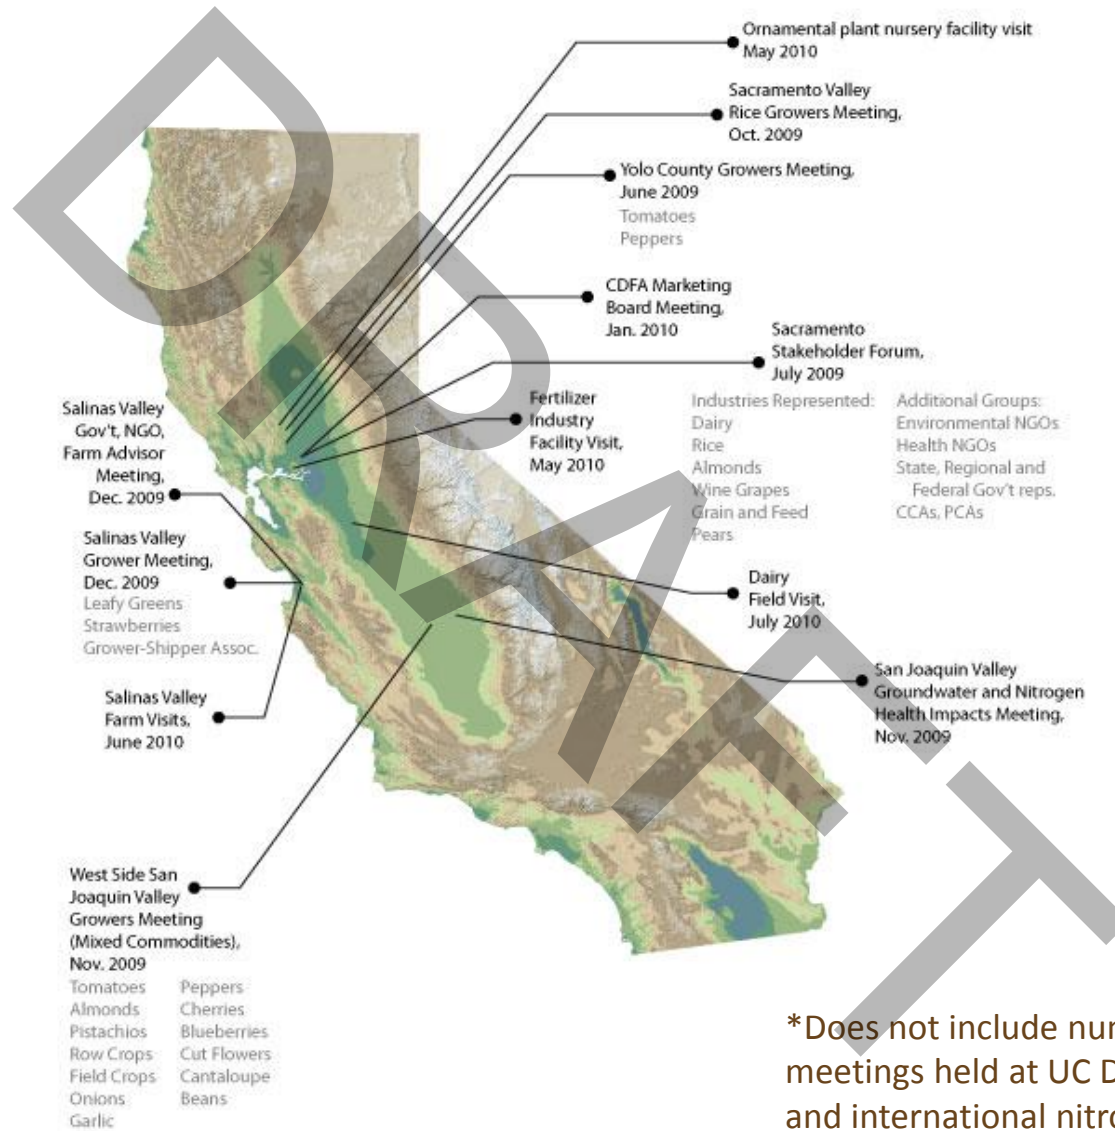 Ornamental plant nursery facility visit
May 2010
Sacramento Valley
Rice Growers Meeting,
Oct. 2009
Yolo County Growers Meeting,
June 2009
Tomatoes
Peppers
CDFA Marketing
Board Meeting,
Jan. 2010
Sacramento
Stakeholder Forum,
July 2009
Industries Represented:
Dairy
Rice
Almonds
Wine Grapes
Grain and Feed
Pears
Additional Groups:
Environmental NGOs
Health NGOs
State, Regional and
Federal Gov't reps.
CCAs, PCAs
Fertilizer
Industry
Facility Visit,
May 2010
Salinas Valley
Gov't, NGO,
Farm Advisor
Meeting,
Dec. 2009
Salinas Valley
Grower Meeting,
Dec. 2009
Leafy Greens
Strawberries
Grower-Shipper Assoc.
Salinas Valley
Farm Visits,
June 2010
Dairy
Field Visit,
July 2010
San Joaquin Valley
Groundwater and Nitrogen
Health Impacts Meeting,
Nov. 2009
West Side San
Joaquin Valley
Growers Meeting
(Mixed Commodities),
Nov. 2009
Tomatoes
Almonds
Pistachios
Row Crops
Field Crops
Onions
Garlic
Peppers
Cherries
Blueberries
Cut Flowers
Cantaloupe
Beans
*Does not include
meetings held at UC
and international
DRAFT